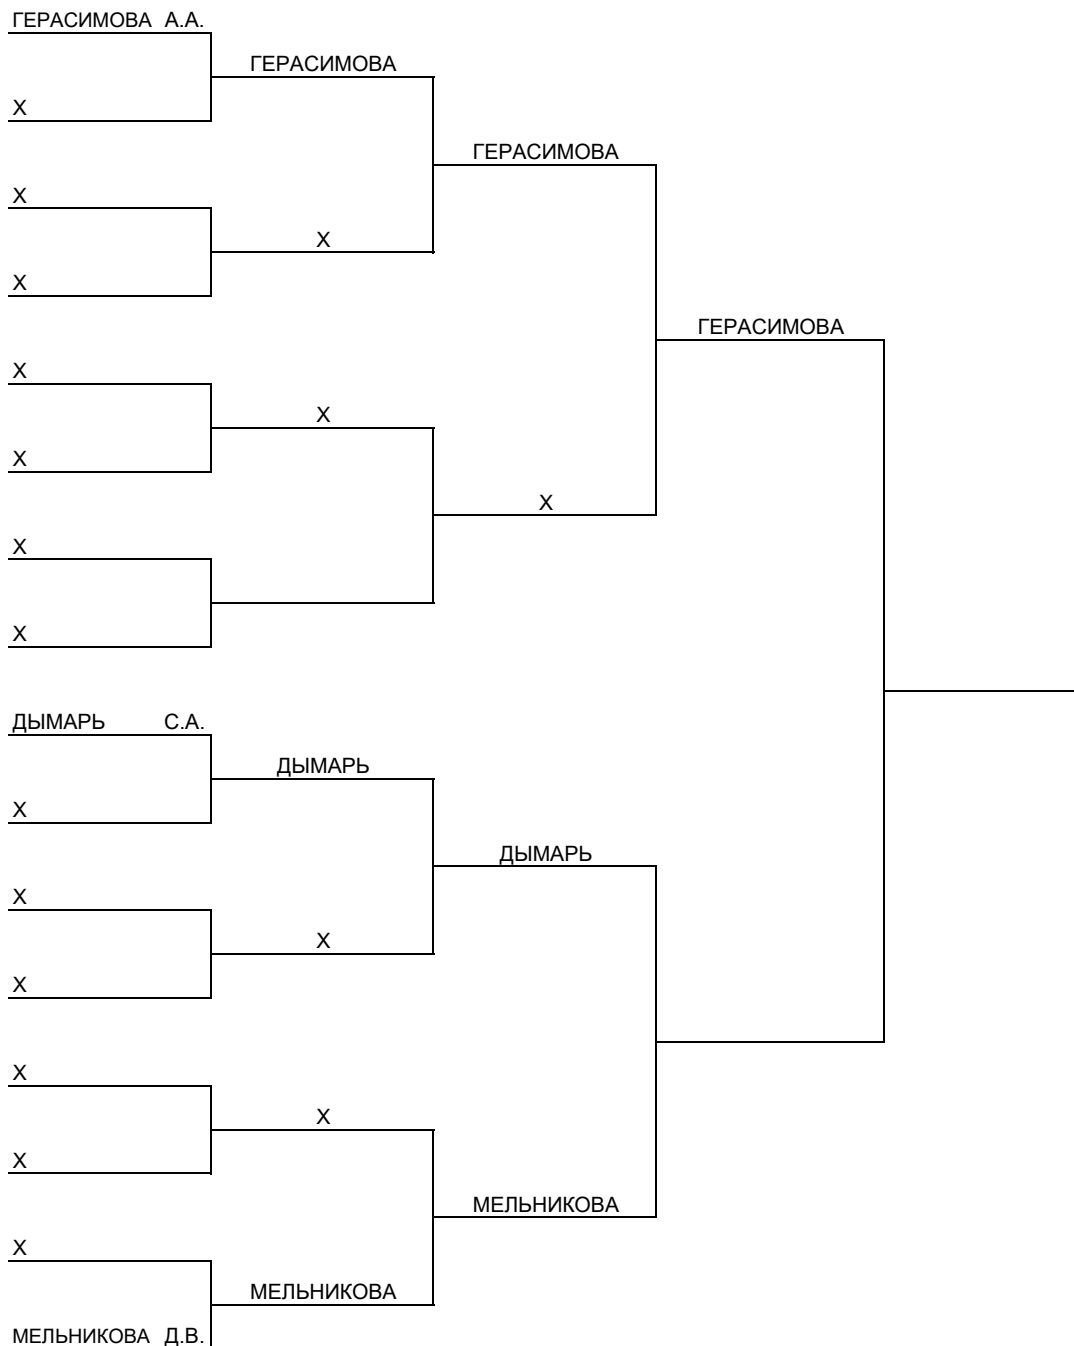 ГЕРАСИМОВА А.А.
ГЕРАСИМОВА
Х
ГЕРАСИМОВА
Х
Х
Х
ГЕРАСИМОВА
Х
Х
Х
Х
Х
Х
ДЫМАРЬ С.А.
ДЫМАРЬ
Х
ДЫМАРЬ
Х
Х
Х
Х
Х
Х
МЕЛЬНИКОВА
Х
МЕЛЬНИКОВА
МЕЛЬНИКОВА Д.В.